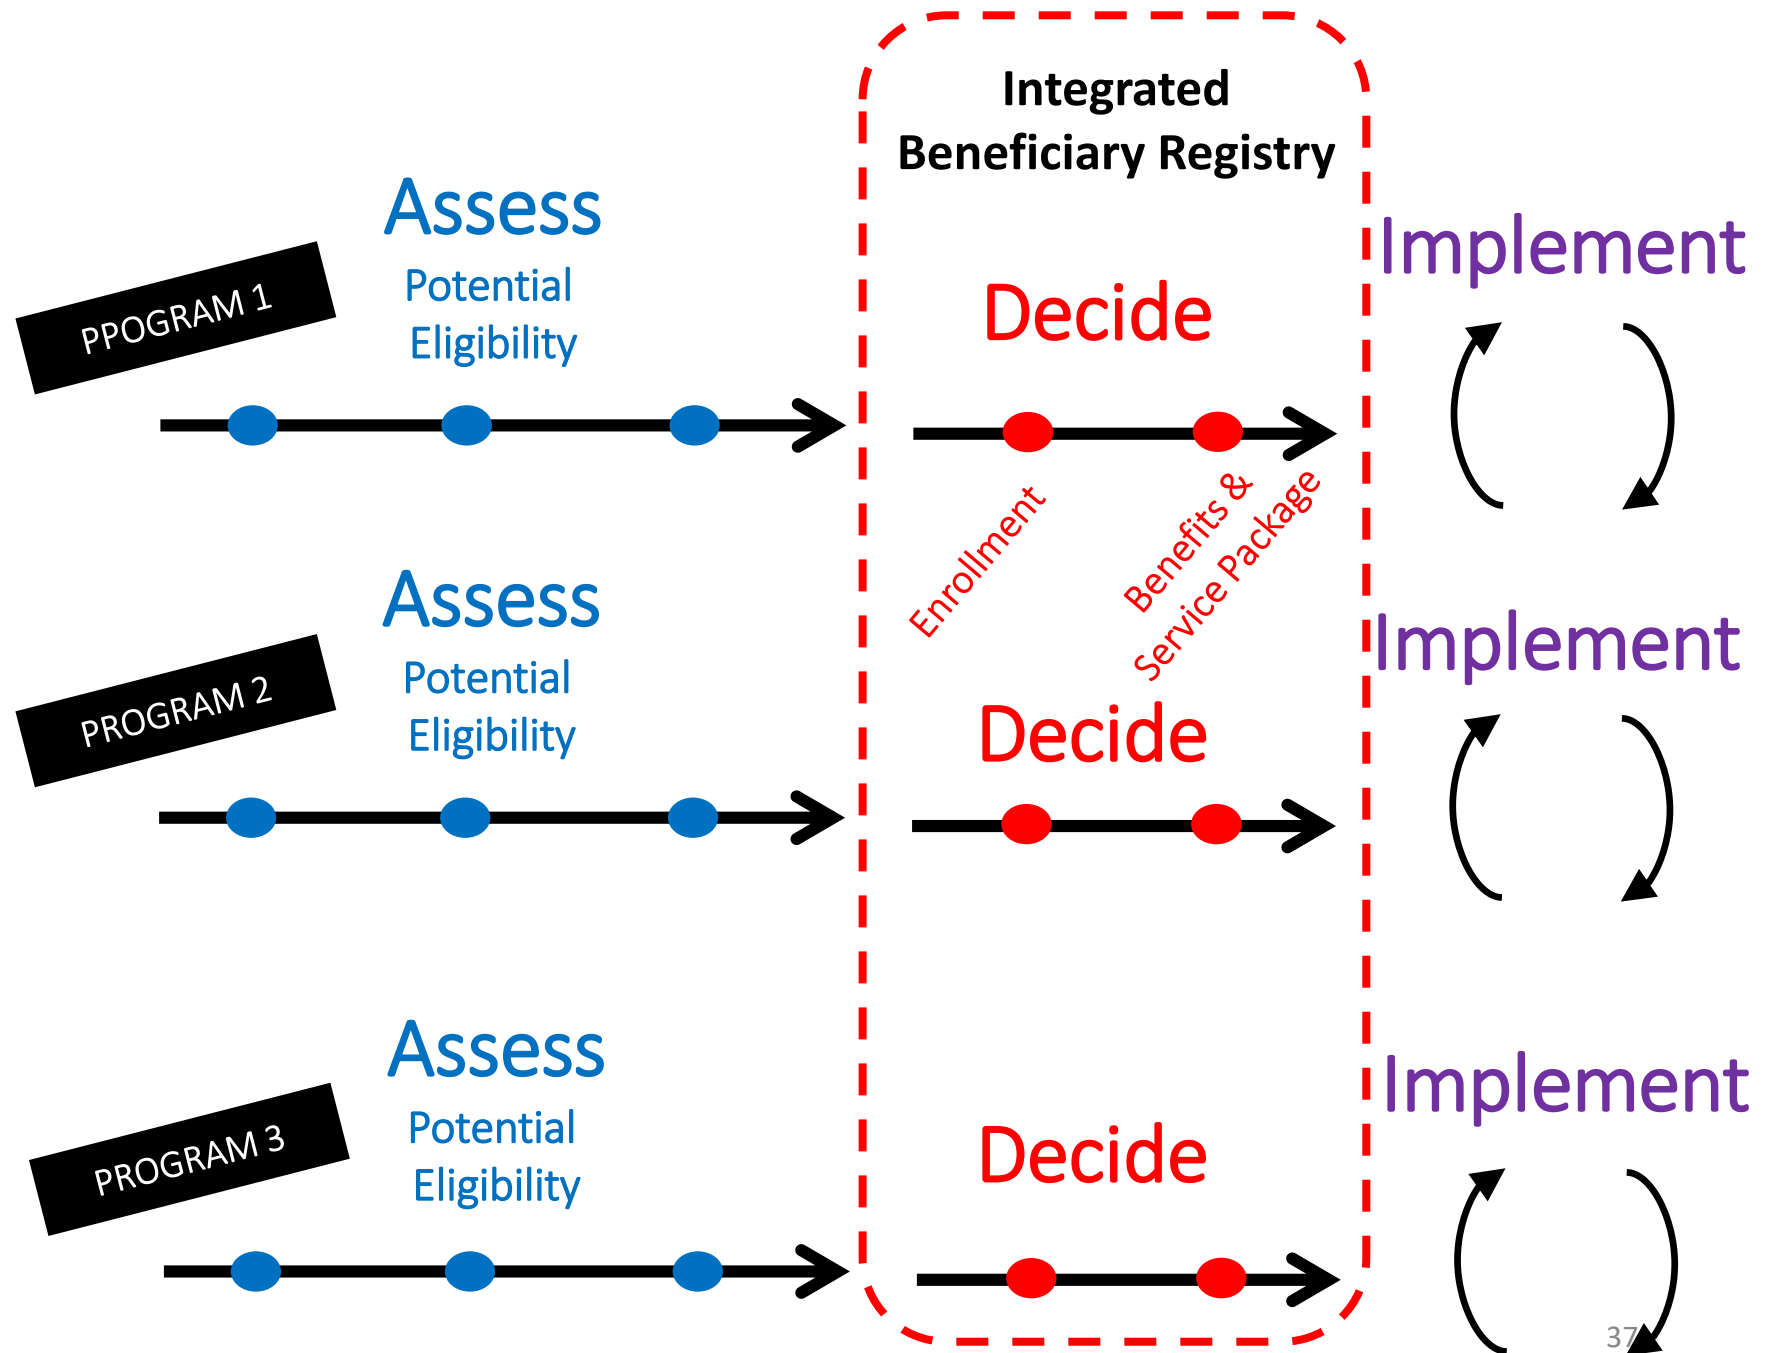 Integrated
Beneficiary Registry
Assess
Potential
Eligibility
PPOGRAM 1
Decide
Implement
Enrollment
Benefits &
Service Package
Assess
Potential
Eligibility
PROGRAM 2
Decide
Implement
Assess
Potential
Eligibility
PROGRAM 3
Decide
Implement
37